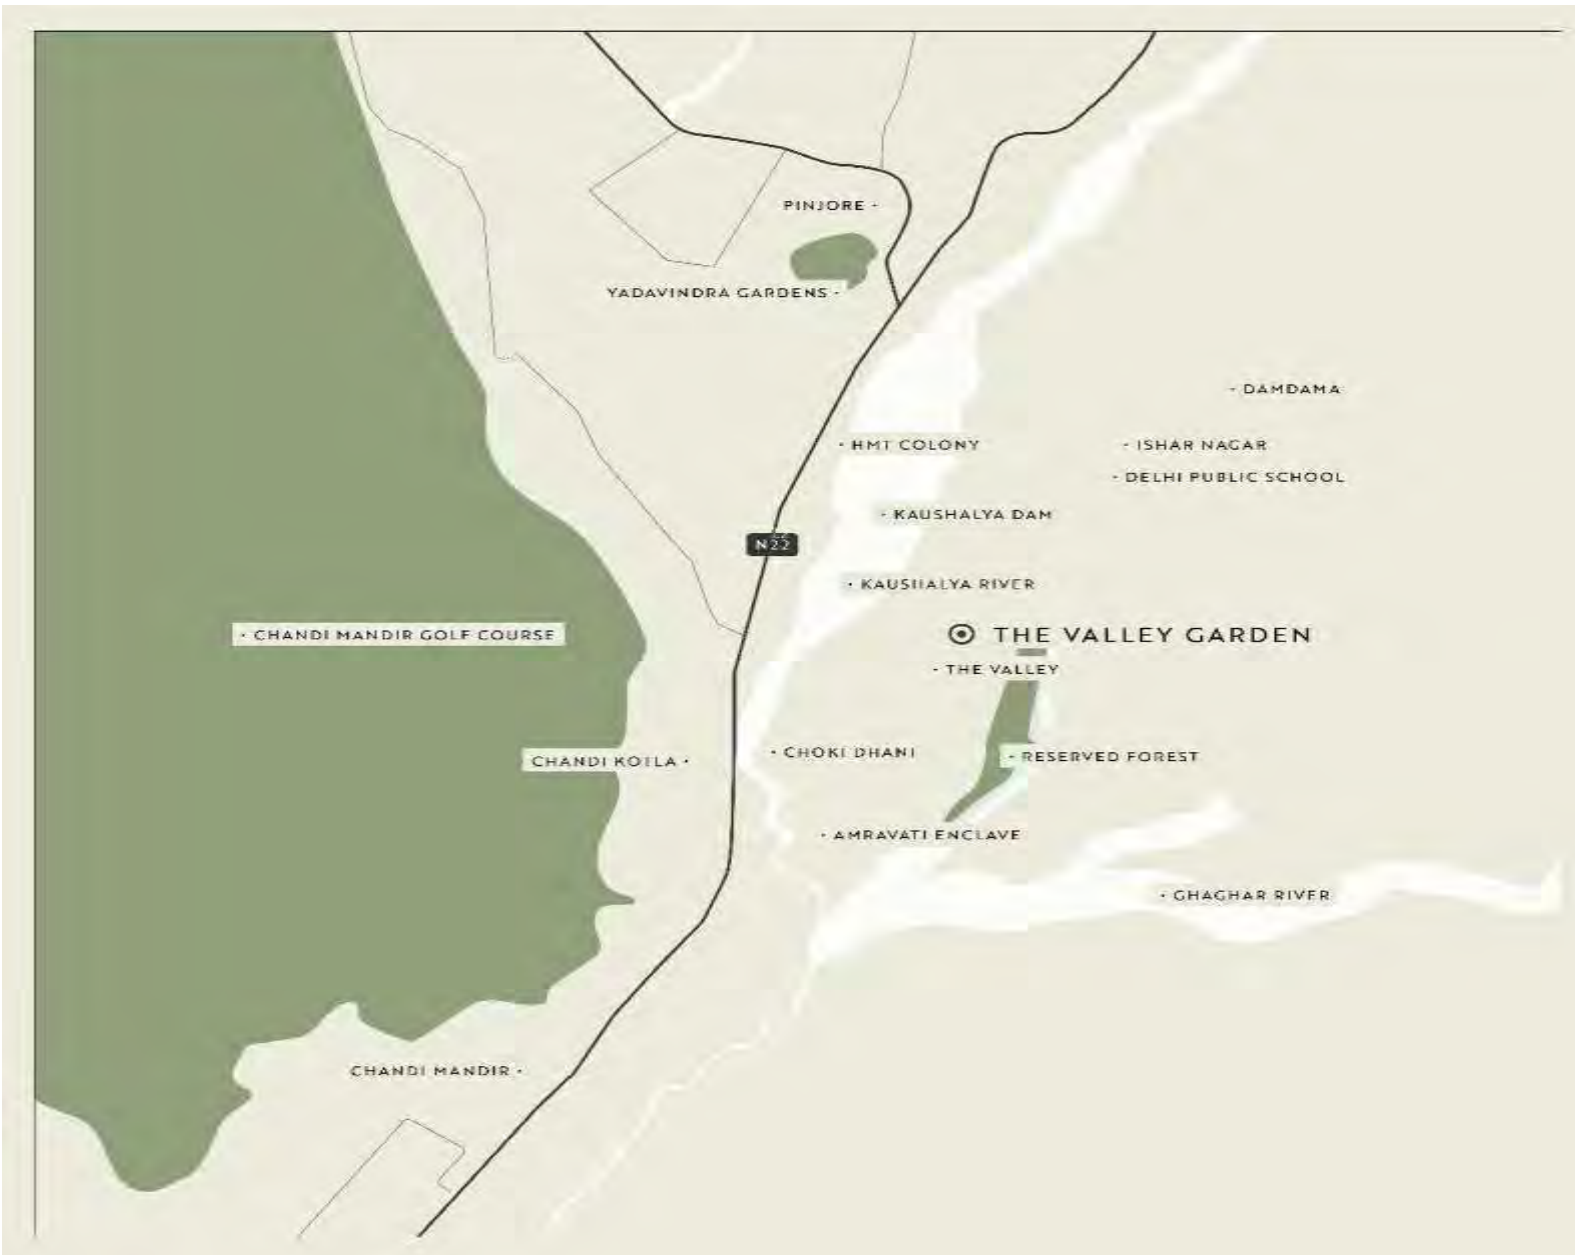 PINJORE
YADAVINDRA GARDENS
DAMDAMA
HMT COLONY
ISHAR NAGAR
DELHI PUBLIC SCHOOL
KAUSHALYA DAM
N22
KAUSHALYA RIVER
CHANDI MANDIR GOLF COURSE
THE VALLEY GARDEN
THE VALLEY
CHOKI DHANI
RESERVED FOREST
CHANDI KOTLA
AMRAVATI ENCLAVE
GHAGHAR RIVER
CHANDI MANDIR